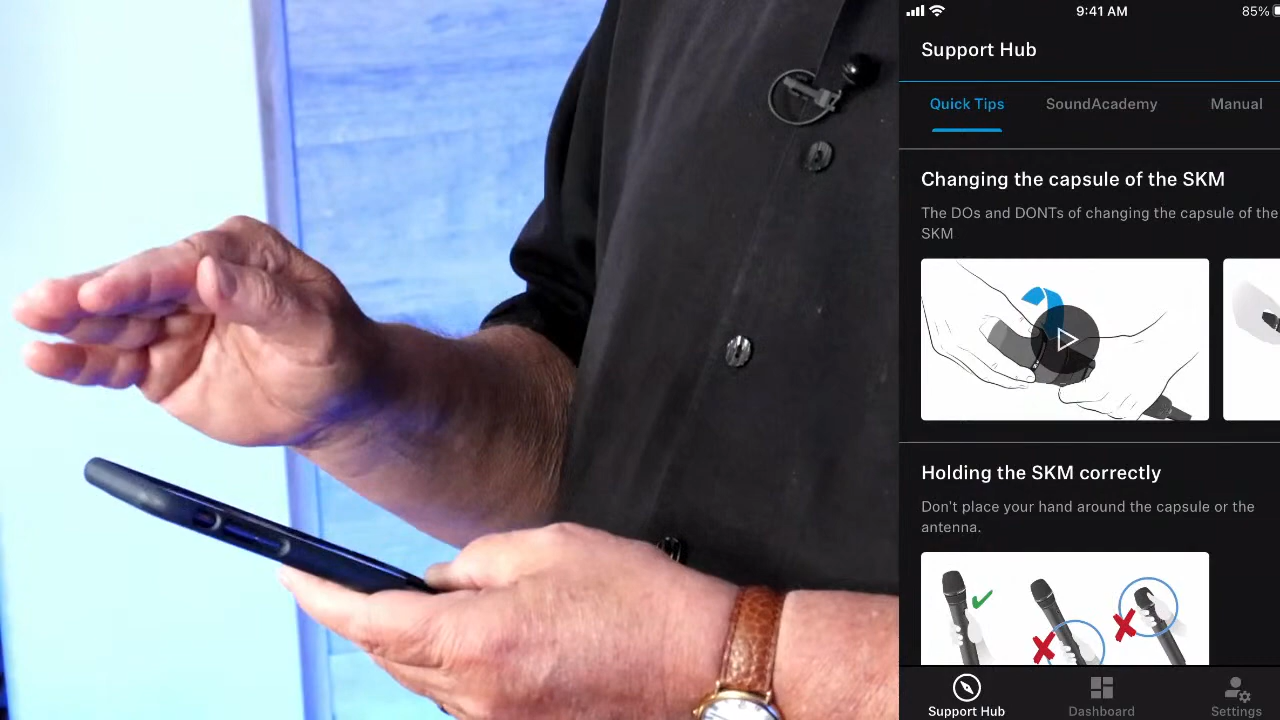 9:41 AM
85%
Support Hub
Quick Tips
SoundAcademy
Manual
Changing the capsule of the SKM
The DOs and DONTs of changing the capsule of the
SKM
Holding the SKM correctly
Don't place your hand around the capsule or the
antenna.
Support Hub
Dashboard
Settings